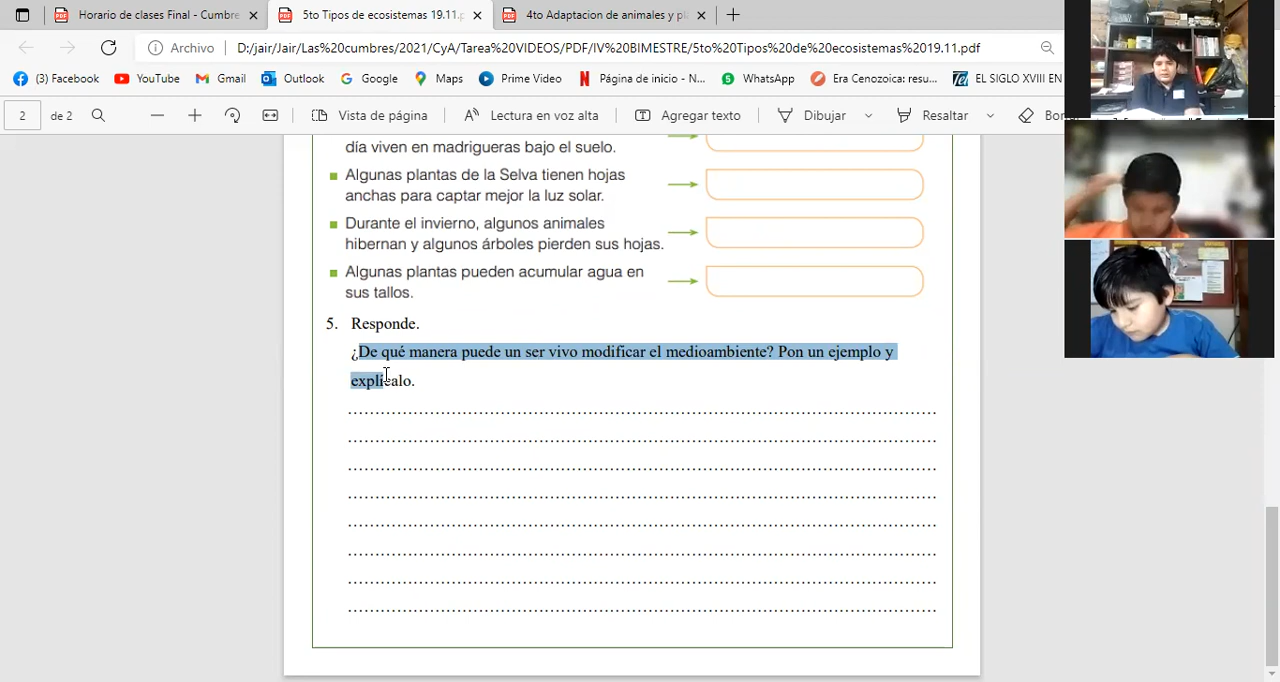 Horario de clases Final - Cumbre
5to Tipos de ecosistemas 19.11.p
4to Adaptacion de animales y pl
Archivo
D:/jair/Jair/Las%20cumbres/2021/CyA/Tarea%20VIDEOS/PDF/IV%20BIMESTRE/5to%20Tipos%20de%20ecosistemas%2019.11.pdf
(3) Facebook
YouTube
Gmail
Outlook
Google
Maps
Prime Video
Página de inicio - N...
WhatsApp
Era Cenozoica: resu...
EL SIGLO XVIII EN
2
de 2
Vista de página
Lectura en voz alta
Agregar texto
Dibujar
Resaltar
Bor
día viven en madrigueras bajo el suelo.
Algunas plantas de la Selva tienen hojas
anchas para captar mejor la luz solar.
Durante el invierno, algunos animales
hibernan y algunos árboles pierden sus hojas.
Algunas plantas pueden acumular agua en
sus tallos.
5. Responde.
¿De qué manera puede un ser vivo modificar el medioambiente? Pon un ejemplo y
explícalo.